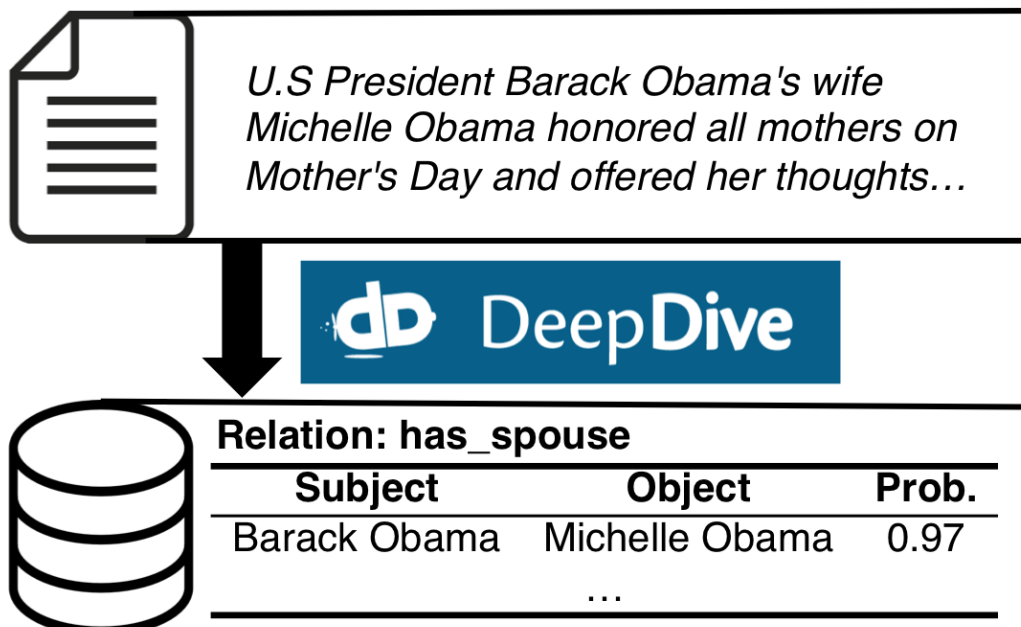 U.S President Barack Obama's wife
Michelle Obama honored all mothers on
Mother's Day and offered her thoughts…
dD DeepDive
Relation: has_spouse
Subject Object Prob.
Barack Obama Michelle Obama 0.97
…